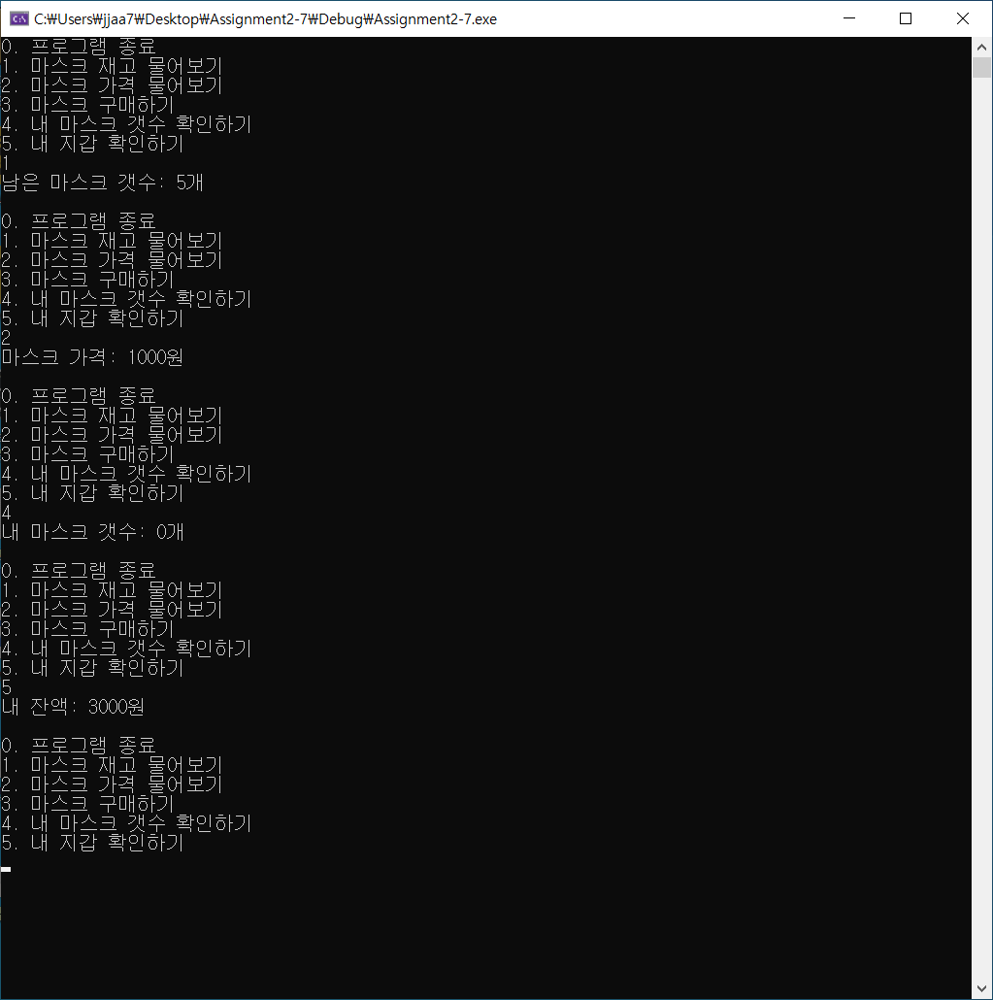 C:₩Users₩jjaa7₩Desktop₩Assignment2-7₩Debug₩Assignment2-7.exe
0. 프로그램 종료
1. 마스크 재고 물어보기
2. 마스크 가격 물어보기
3. 마스크 구매하기
4. 내 마스크 갯수 확인하기
5. 내 지갑 확인하기
1
남은 마스크 갯수: 5개
0. 프로그램 종료
1. 마스크 재고 물어보기
2. 마스크 가격 물어보기
3. 마스크 구매하기
4. 내 마스크 갯수 확인하기
5. 내 지갑 확인하기
2
마스크 가격: 1000원
0. 프로그램 종료
1. 마스크 재고 물어보기
2. 마스크 가격 물어보기
3. 마스크 구매하기
4. 내 마스크 갯수 확인하기
5. 내 지갑 확인하기
4
내 마스크 갯수: 0개
0. 프로그램 종료
1. 마스크 재고 물어보기
2. 마스크 가격 물어보기
3. 마스크 구매하기
4. 내 마스크 갯수 확인하기
5. 내 지갑 확인하기
5
내 잔액: 3000원
0. 프로그램 종료
1. 마스크 재고 물어보기
2. 마스크 가격 물어보기
3. 마스크 구매하기
4. 내 마스크 갯수 확인하기
5. 내 지갑 확인하기